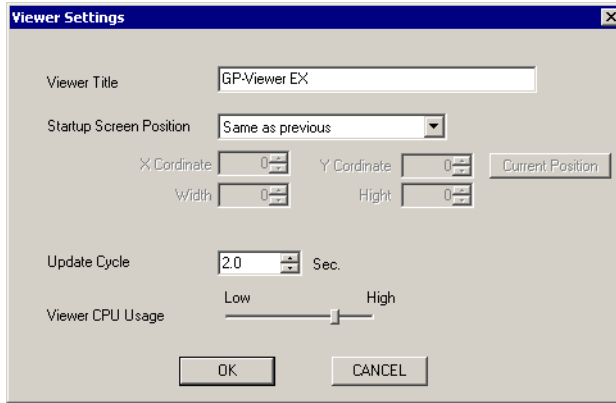 Viewer Settings
Viewer Title GP-Viewer EX
Startup Screen Position Same as previous
X Cordinate 0 Y Cordinate 0 Current Position
Width 0 Hight 0
Update Cycle 2.0 Sec.
Low High
Viewer CPU Usage
OK CANCEL